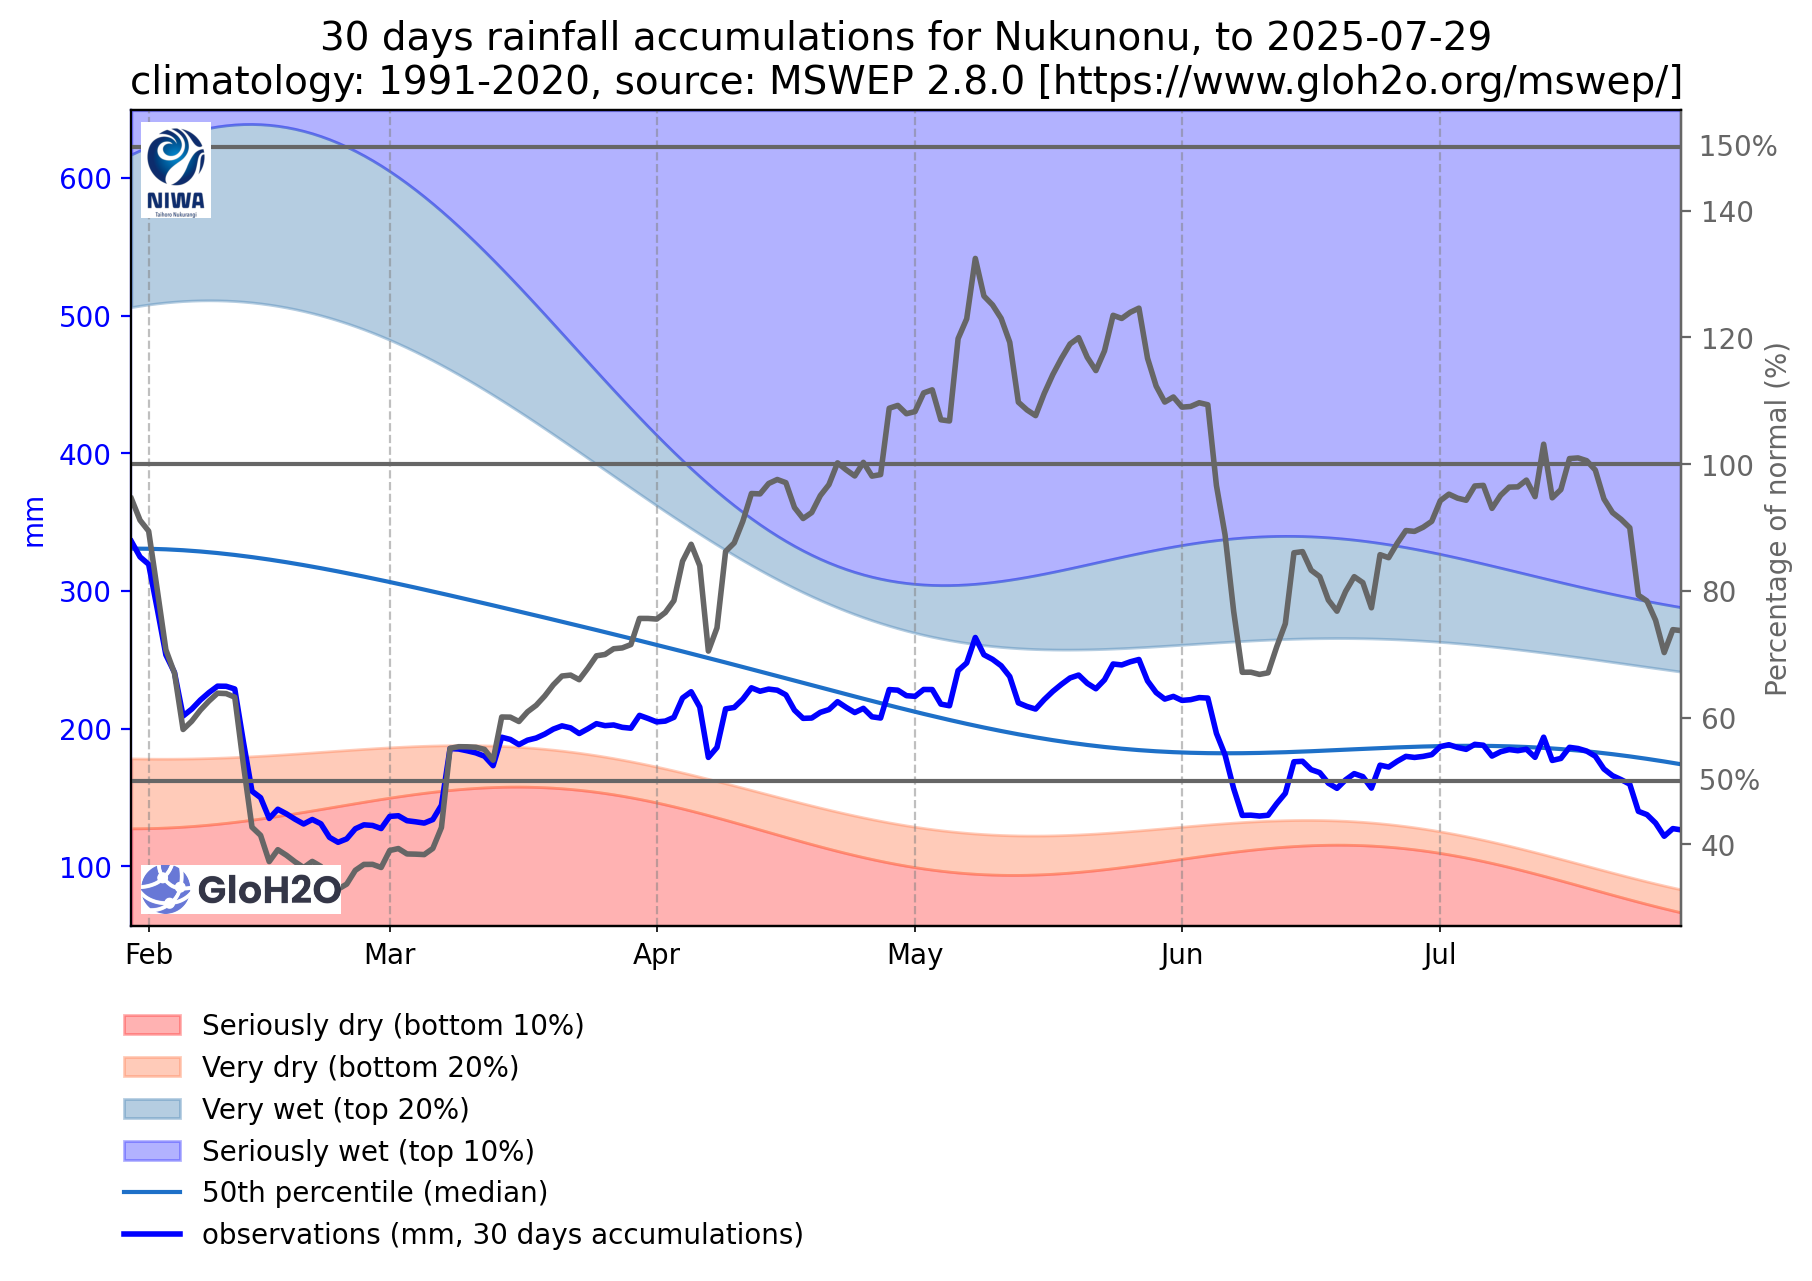 30 days rainfall accumulations for Nukunonu, to 2025-07-29
climatology: 1991-2020, source: MSWEP 2.8.0 [https://www.gloh2o.org/mswep/]
NIWA
Taihoro Nukurangi
600
500
400
300
200
100
mm
150%
140
120
100
80
60
50%
40
Percentage of normal (%)
GloH2O
Feb Mar Apr May Jun Jul
Seriously dry (bottom 10%)
Very dry (bottom 20%)
Very wet (top 20%)
Seriously wet (top 10%)
50th percentile (median)
observations (mm, 30 days accumulations)